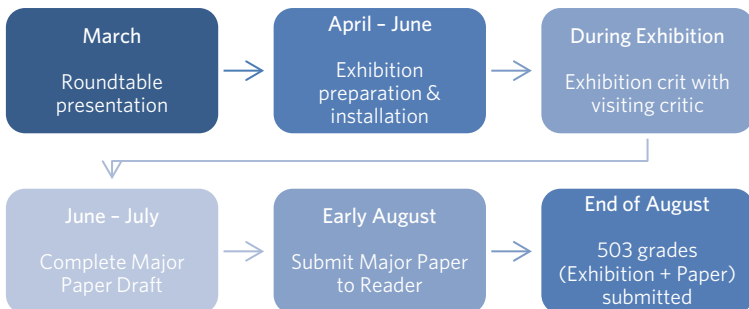 March
Roundtable
presentation
April – June
Exhibition
preparation &
installation
During Exhibition
Exhibition crit with
visiting critic
June – July
Complete Major
Paper Draft
Early August
Submit Major Paper
to Reader
End of August
503 grades
(Exhibition + Paper)
submitted